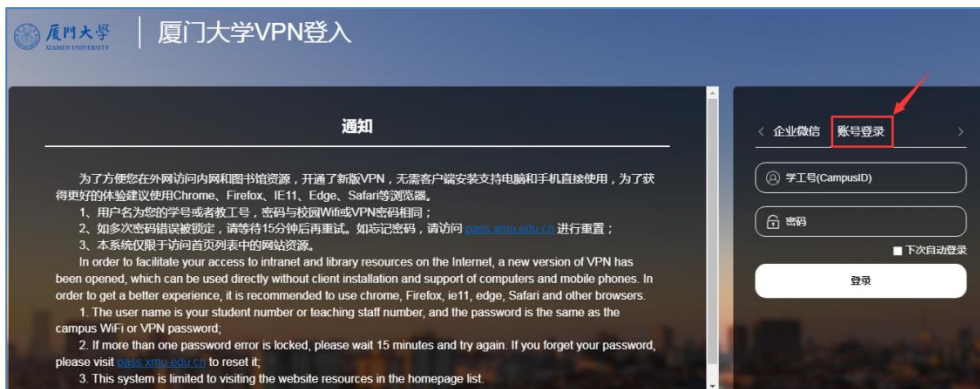 厦門大學
XIAMEN UNIVERSITY
厦门大学VPN登入
通知
为了方便您在外网访问内网和图书馆资源，开通了新版VPN，无需客户端安装支持电脑和手机直接使用，为了获
得更好的体验建议使用Chrome、Firefox、IE11、Edge、Safari等浏览器。
1、用户名为您的学号或者教工号，密码与校园Wifi或VPN密码相同；
2、如多次密码错误被锁定，请等待15分钟后再重试。如忘记密码，请访问 pass.xmu.edu.cn 进行重置；
3、本系统仅限于访问首页列表中的网站资源。
In order to facilitate your access to intranet and library resources on the Internet, a new version of VPN has
been opened, which can be used directly without client installation and support of computers and mobile phones. In
order to get a better experience, it is recommended to use chrome, Firefox, ie11, edge, Safari and other browsers.
1. The user name is your student number or teaching staff number, and the password is the same as the
campus WiFi or VPN password;
2. If more than one password error is locked, please wait 15 minutes and try again. If you forget your password,
please visit pass.xmu.edu.cn to reset it;
3. This system is limited to visiting the website resources in the homepage list.
企业微信 账号登录
学工号(CampusID)
密码
下次自动登录
登录